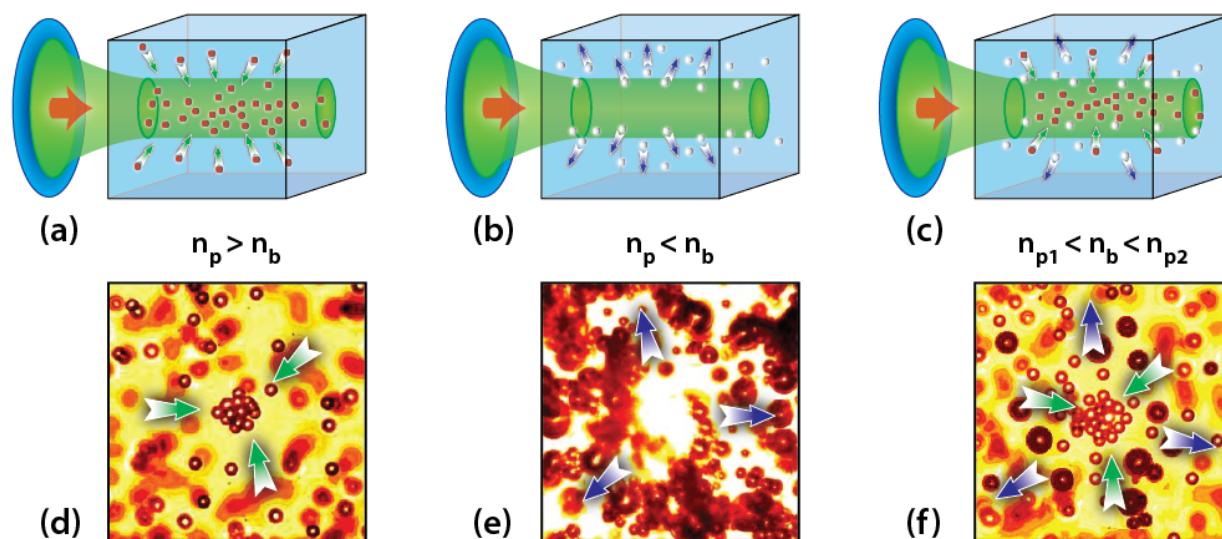 (a)
(b)
(c)
n_p > n_b
n_p < n_b
n_p1 < n_b < n_p2
(d)
(e)
(f)